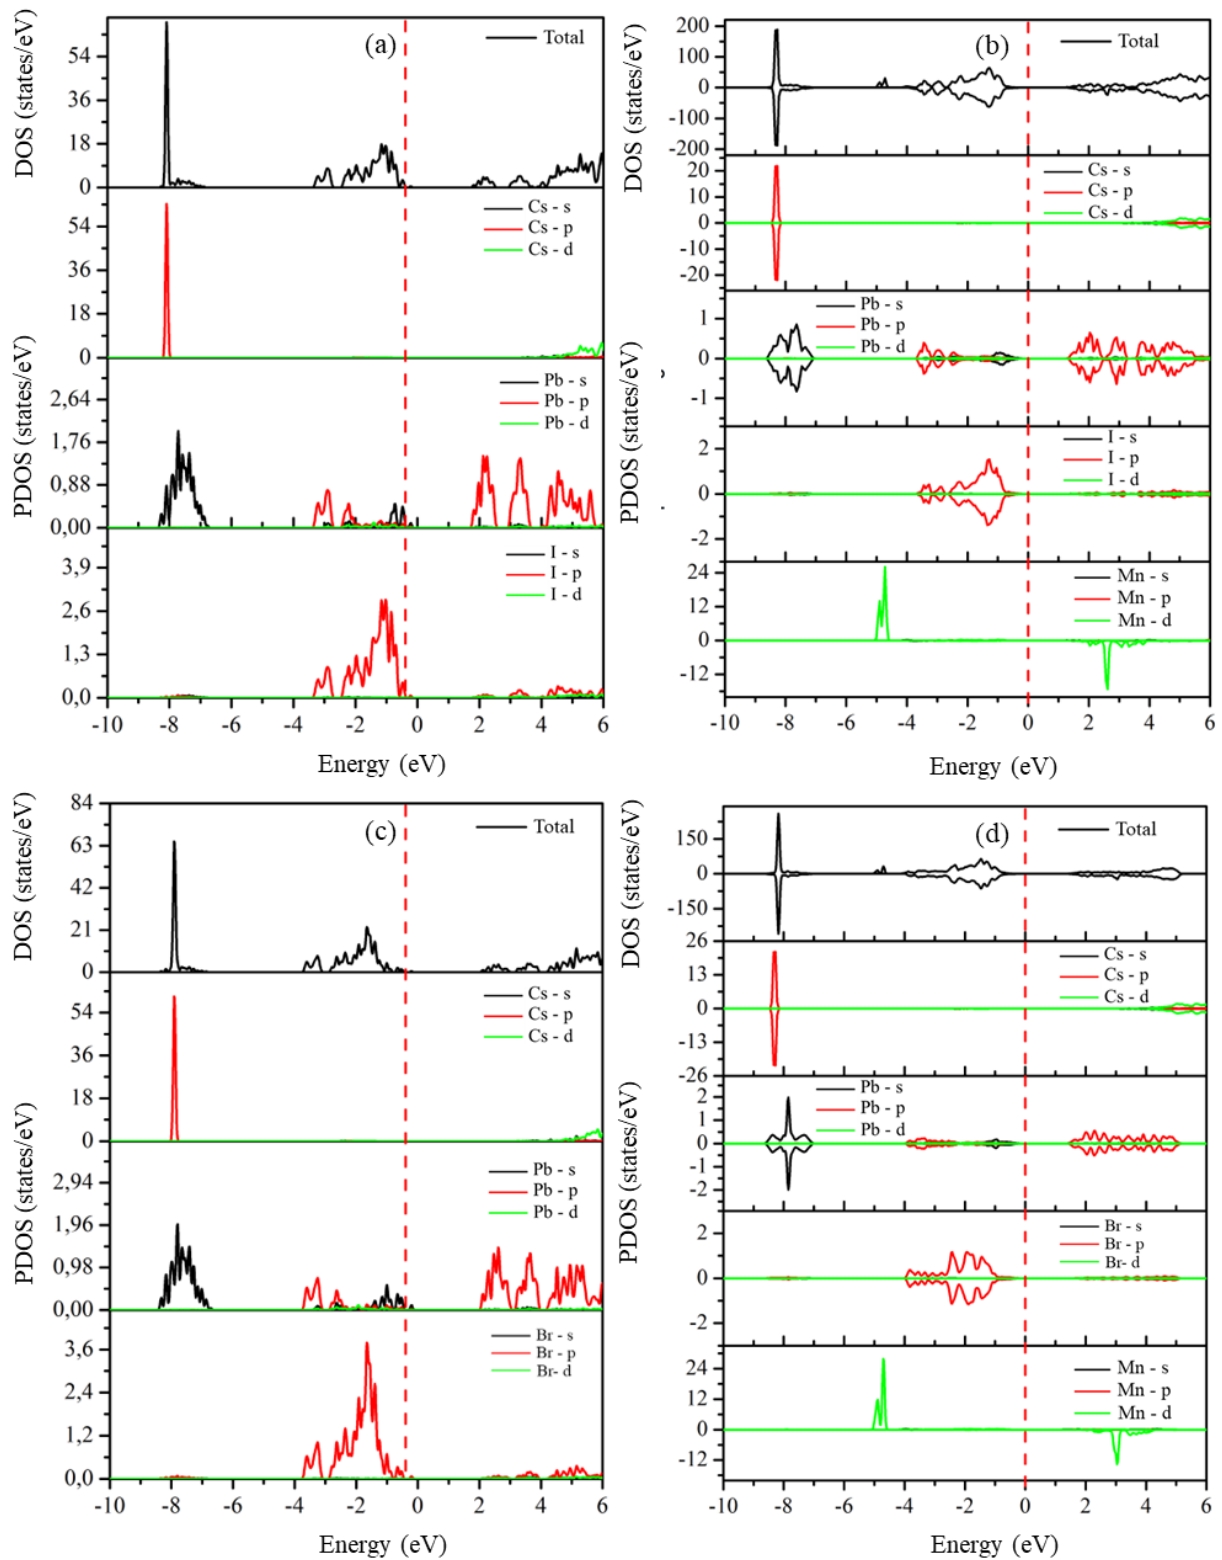 (a)
Total
DOS (states/eV)
54
36
18
0
Cs - s
Cs - p
Cs - d
54
36
18
0
PDOS (states/eV)
Pb - s
Pb - p
Pb - d
2,64
1,76
0,88
0,00
I - s
I - p
I - d
3,9
2,6
1,3
0,0
-10 -8 -6 -4 -2 0 2 4 6
Energy (eV)
(b)
Total
DOS (states/eV)
200
100
0
-100
-200
Cs - s
Cs - p
Cs - d
20
10
0
-10
-20
PDOS (states/eV)
Pb - s
Pb - p
Pb - d
1
0
-1
I - s
I - p
I - d
2
0
-2
Mn - s
Mn - p
Mn - d
24
12
0
-12
-10 -8 -6 -4 -2 0 2 4 6
Energy (eV)
(c)
Total
DOS (states/eV)
84
63
42
21
0
Cs - s
Cs - p
Cs - d
54
36
18
0
PDOS (states/eV)
Pb - s
Pb - p
Pb - d
2,94
1,96
0,98
0,00
Br - s
Br - p
Br- d
3,6
2,4
1,2
0,0
-10 -8 -6 -4 -2 0 2 4 6
Energy (eV)
(d)
Total
DOS (states/eV)
150
0
-150
26
Cs - s
Cs - p
Cs - d
13
0
-13
-26
PDOS (states/eV)
Pb - s
Pb - p
Pb - d
2
1
0
-1
-2
Br - s
Br - p
Br- d
2
0
-2
Mn - s
Mn - p
Mn - d
24
12
0
-12
-10 -8 -6 -4 -2 0 2 4 6
Energy (eV)